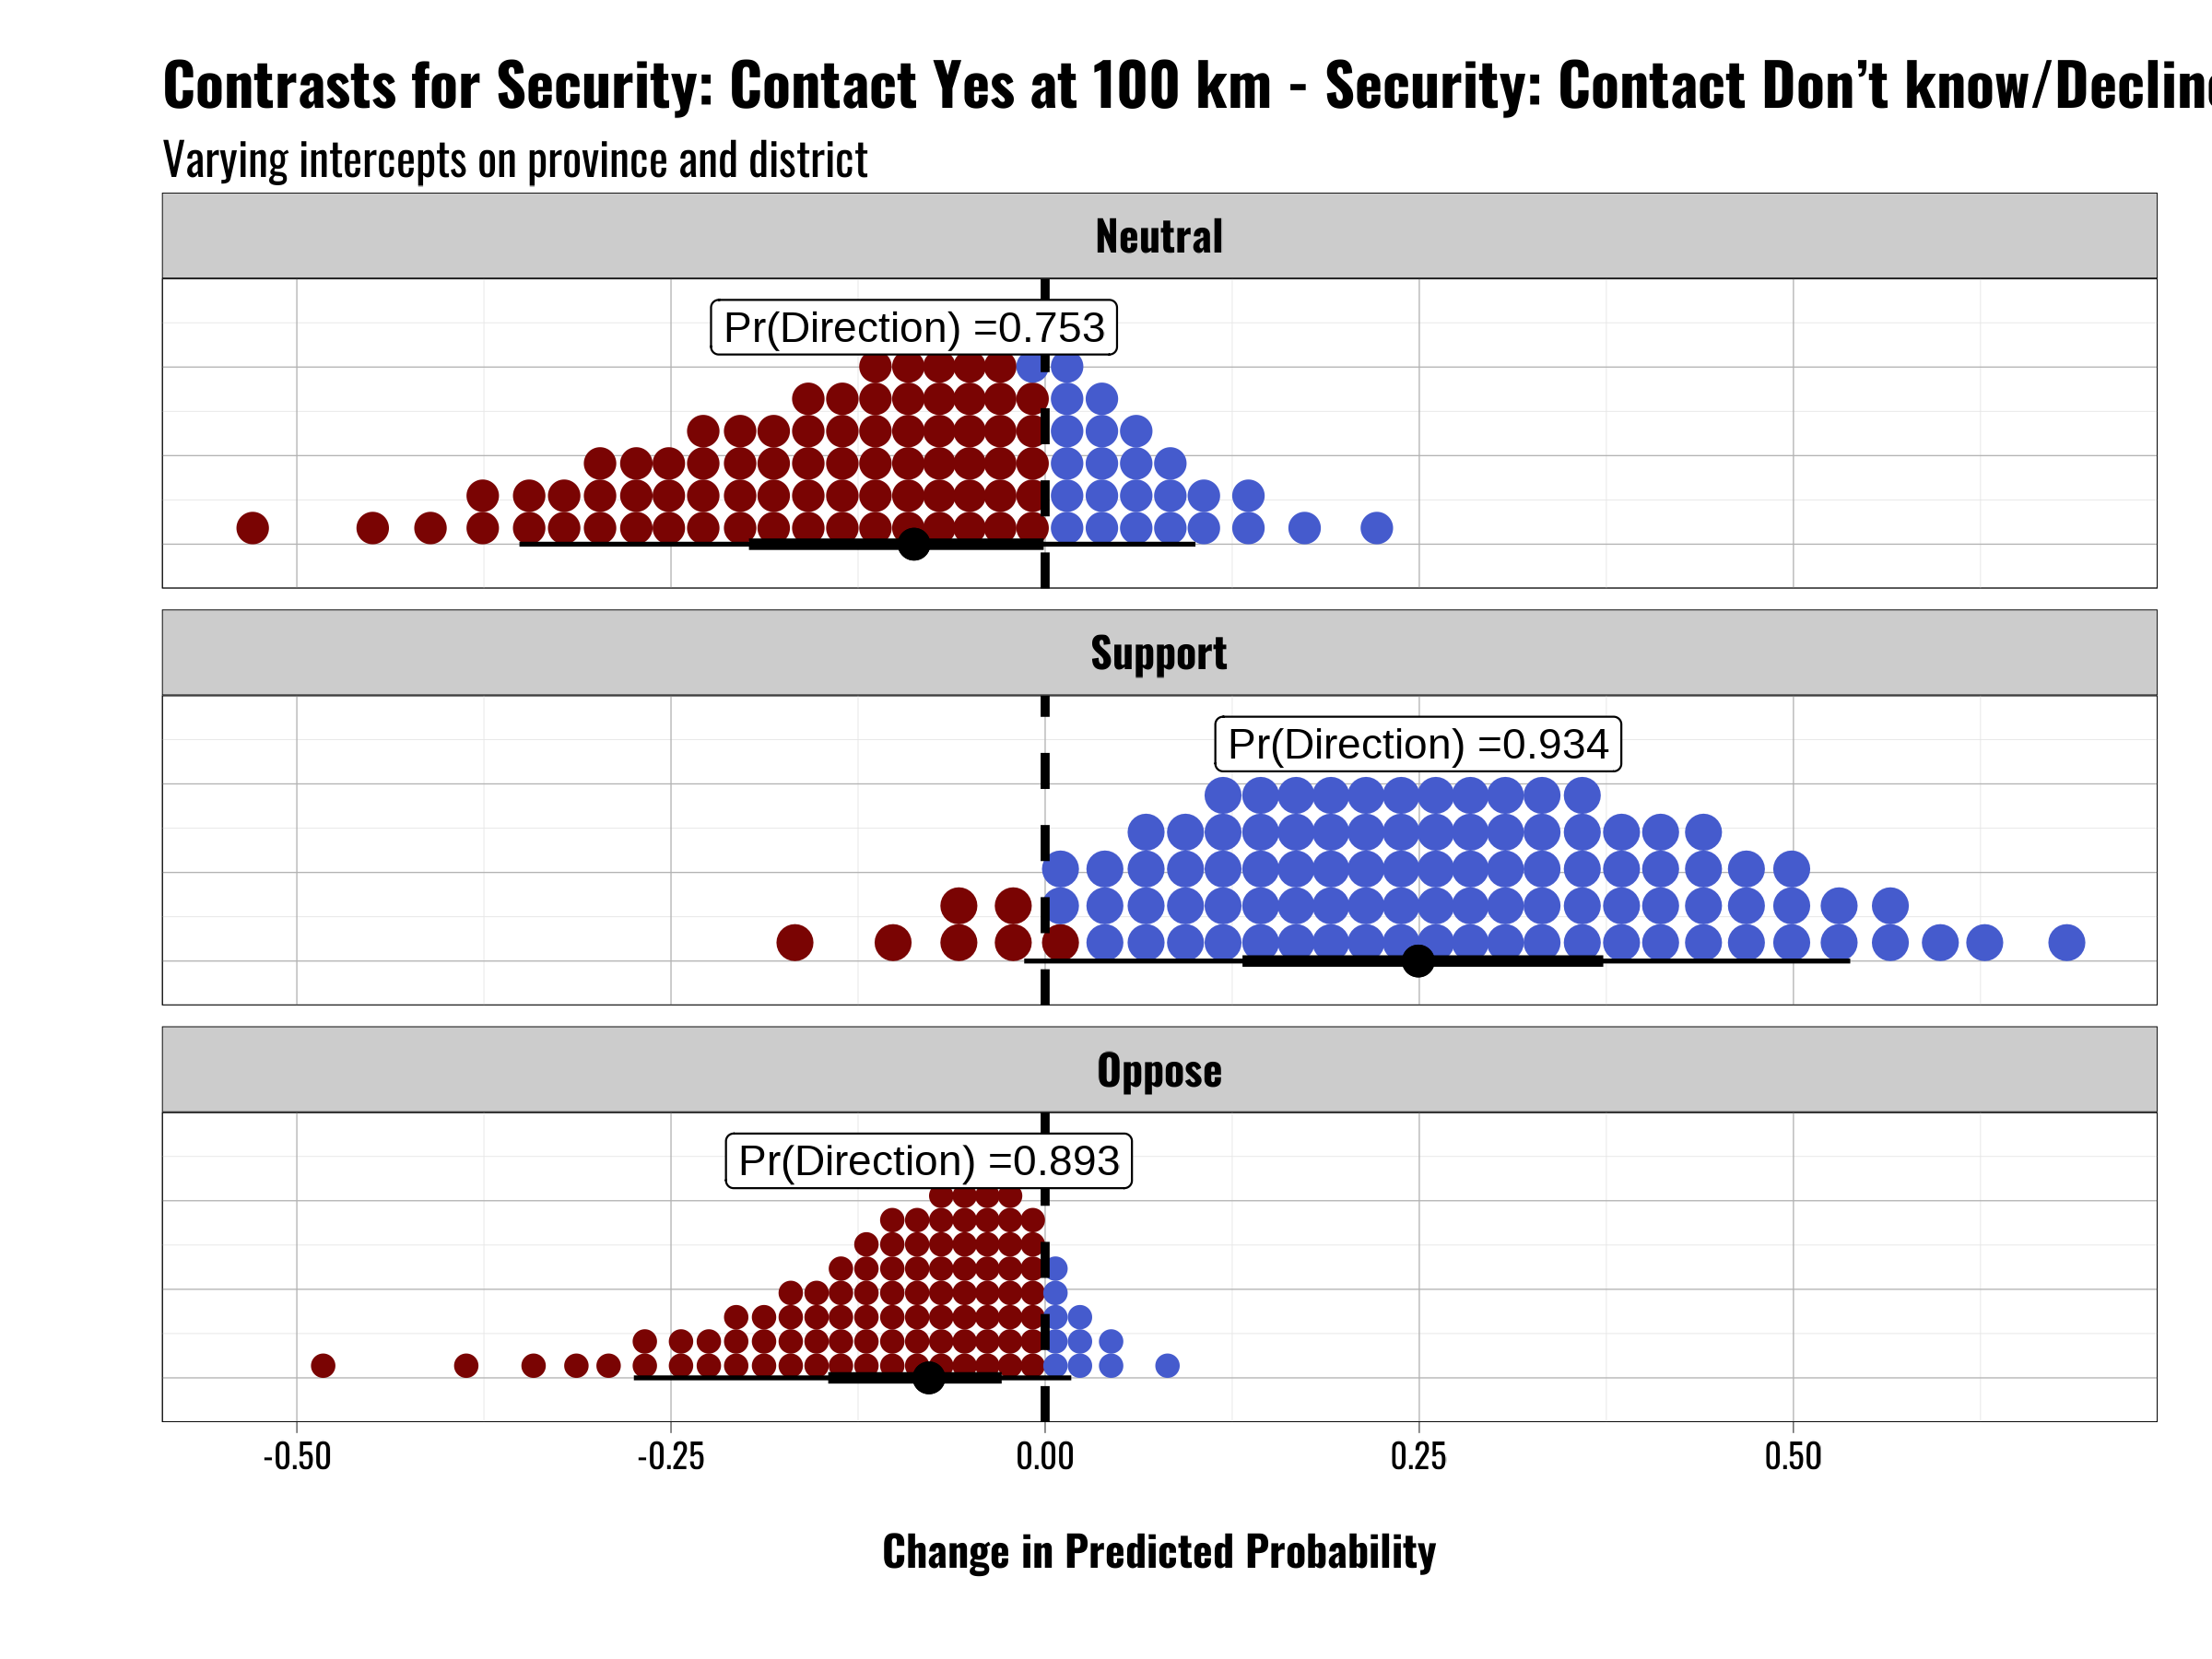 Contrasts for Security: Contact Yes at 100 km - Security: Contact Don’t know/Decline
Varying intercepts on province and district
Neutral
Pr(Direction) =0.753
Support
Pr(Direction) =0.934
Oppose
Pr(Direction) =0.893
-0.50 -0.25 0.00 0.25 0.50
Change in Predicted Probability